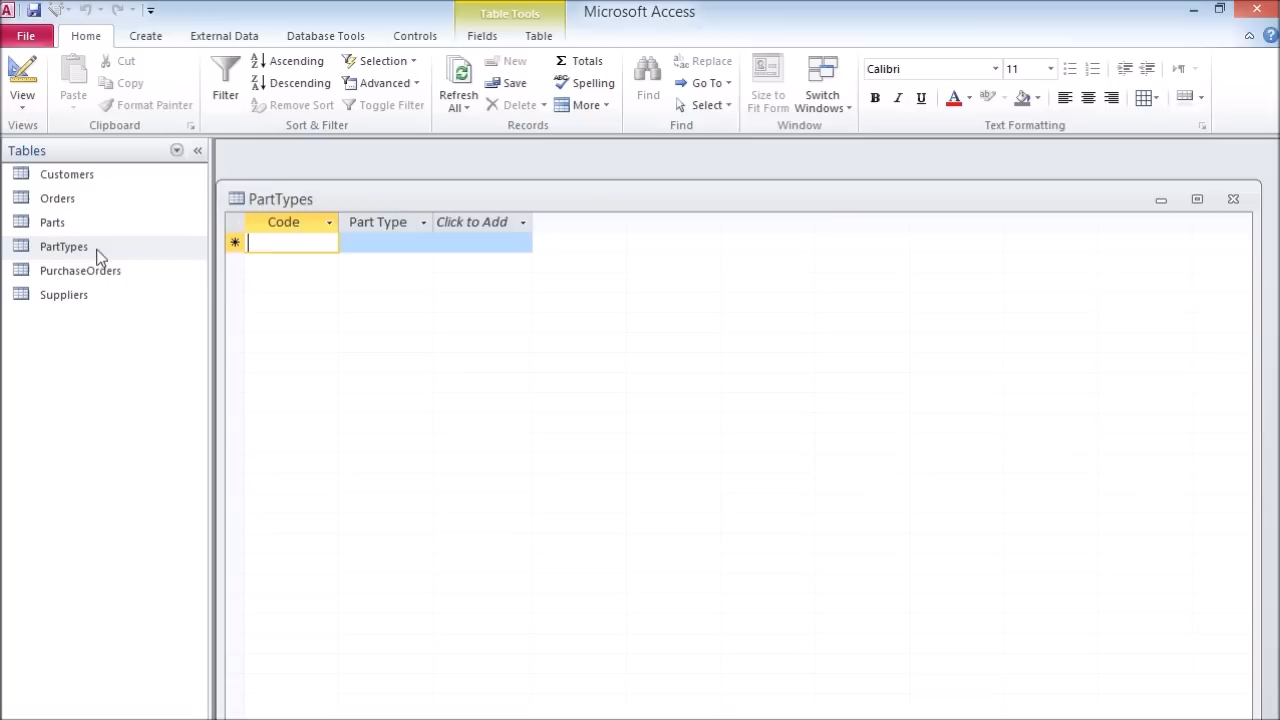 Table Tools
Microsoft Access
File Home Create External Data Database Tools Controls Fields Table
View
Views
Paste
Cut
Copy
Format Painter
Clipboard
Filter
Ascending
Descending
Remove Sort
Selection
Advanced
Toggle Filter
Sort & Filter
Refresh
All
New
Save
Delete
Σ Totals
Spelling
More
Records
Find
Replace
Go To
Select
Find
Size to
Fit Form
Switch
Windows
Window
Calibri 11
B I U A
Text Formatting
Tables
Customers
Orders
Parts
PartTypes
PurchaseOrders
Suppliers
PartTypes
Code Part Type Click to Add